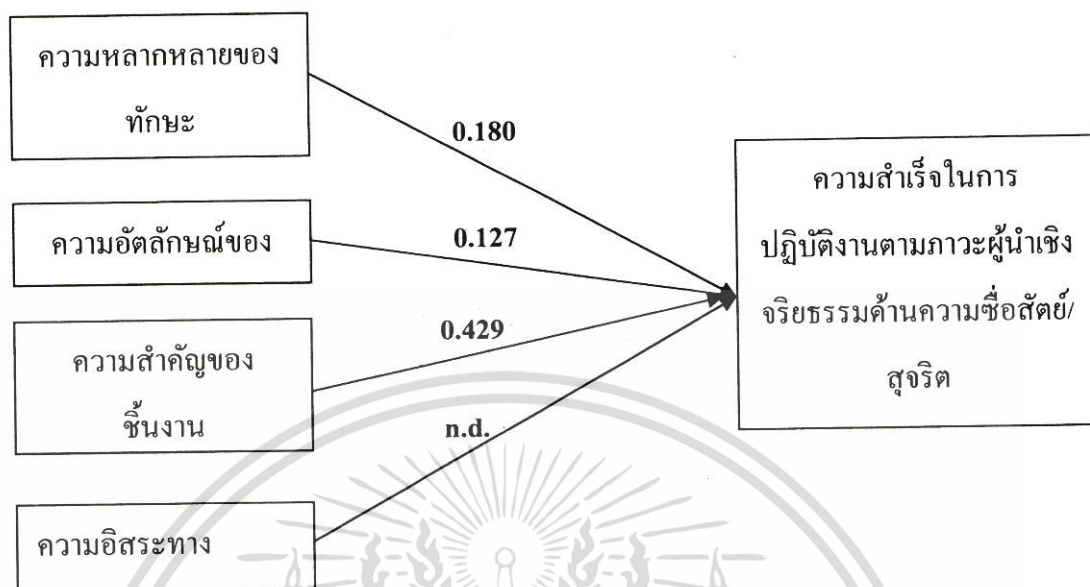 ความหลากหลายของ
ทักษะ
0.180
ความอัตลักษณ์ของ
0.127
ความสำคัญของ
ชิ้นงาน
0.429
ความอิสระทาง
n.d.
ความสำเร็จในการ
ปฏิบัติงานตามภาวะผู้นำเชิง
จริยธรรมด้านความซื่อสัตย์/
สุจริต